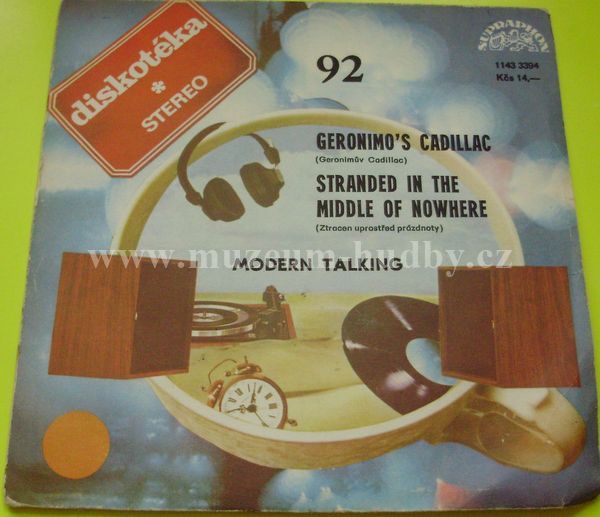 diskotéka
*
STEREO
92
SUPRAPHON
1143 3394
Kčs 14,—
GERONIMO'S CADILLAC
(Geronimův Cadillac)
STRANDED IN THE
MIDDLE OF NOWHERE
(Ztracen uprostřed prázdnoty)
www.muzeum-hudby.cz
MODERN TALKING